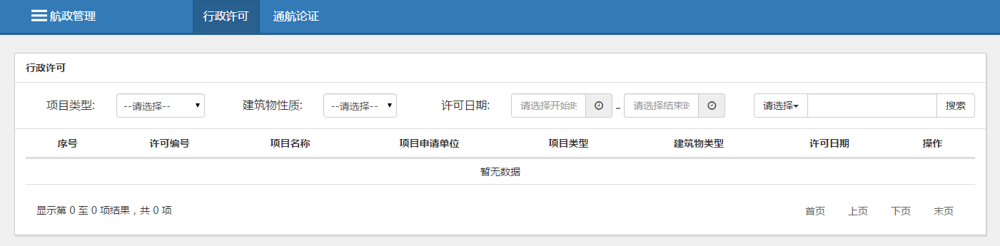 航政管理 行政许可 通航论证
行政许可
项目类型: --请选择-- 建筑物性质: --请选择-- 许可日期: 请选择开始时 - 请选择结束时 请选择 搜索
序号 许可编号 项目名称 项目申请单位 项目类型 建筑物类型 许可日期 操作
暂无数据
显示第 0 至 0 项结果，共 0 项 首页 上页 下页 末页